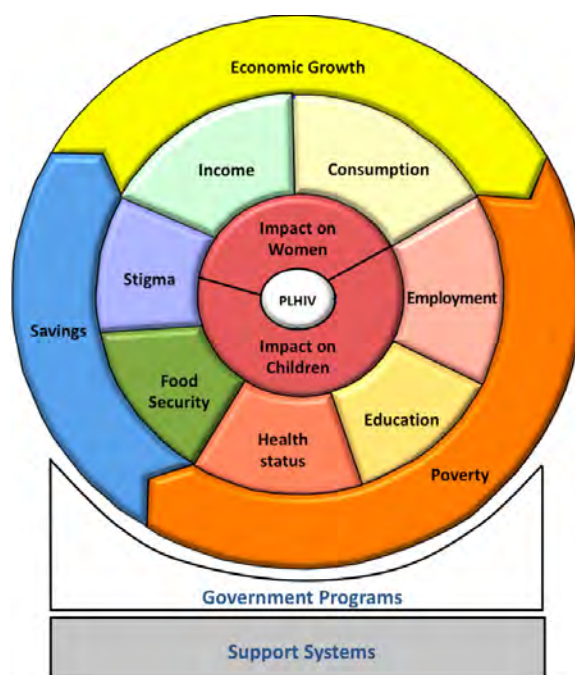 Economic Growth
Income
Consumption
Impact on
Women
Stigma
PLHIV
Employment
Savings
Impact on
Children
Food
Security
Health
status
Education
Poverty
Government Programs
Support Systems